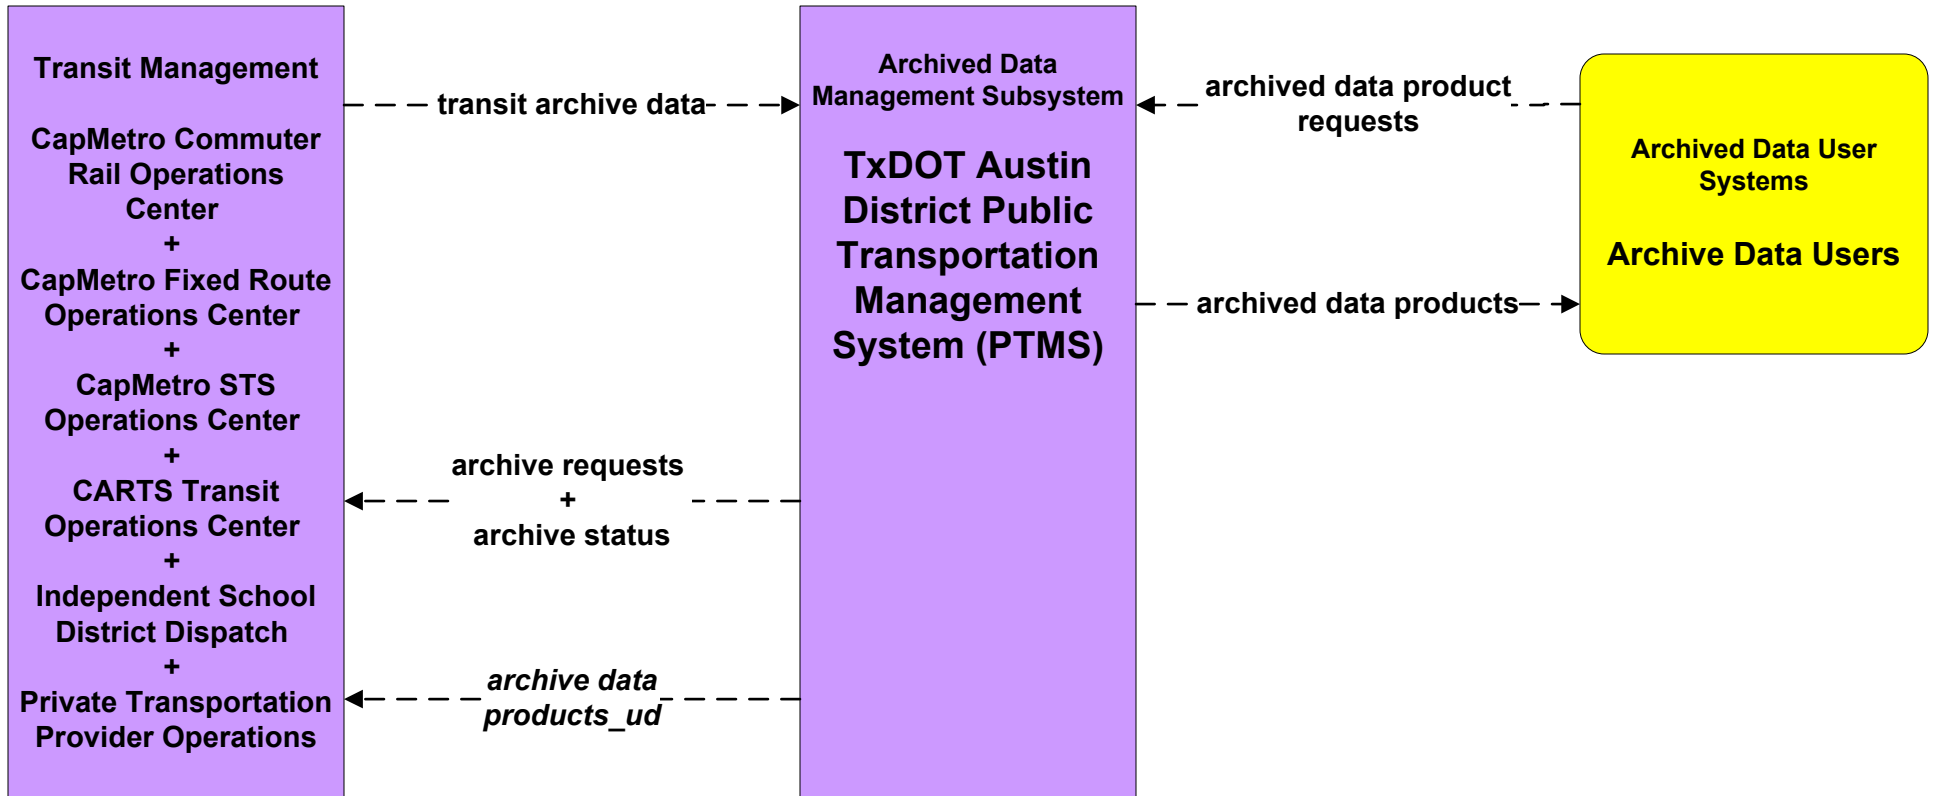 Transit Management
CapMetro Commuter
Rail Operations
Center
+
CapMetro Fixed Route
Operations Center
+
CapMetro STS
Operations Center
+
CARTS Transit
Operations Center
+
Independent School
District Dispatch
+
Private Transportation
Provider Operations
transit archive data
archive requests
+
archive status
archive data
products_ud
Archived Data
Management Subsystem
TxDOT Austin
District Public
Transportation
Management
System (PTMS)
archived data product
requests
archived data products
Archived Data User
Systems
Archive Data Users